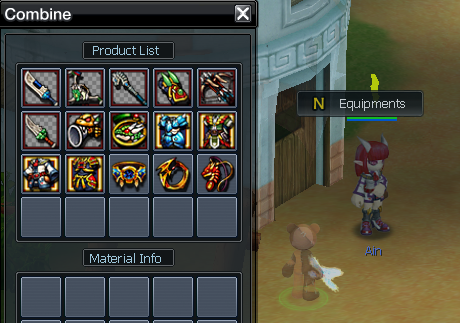 Combine
Product List
N Equipments
Ain
Material Info